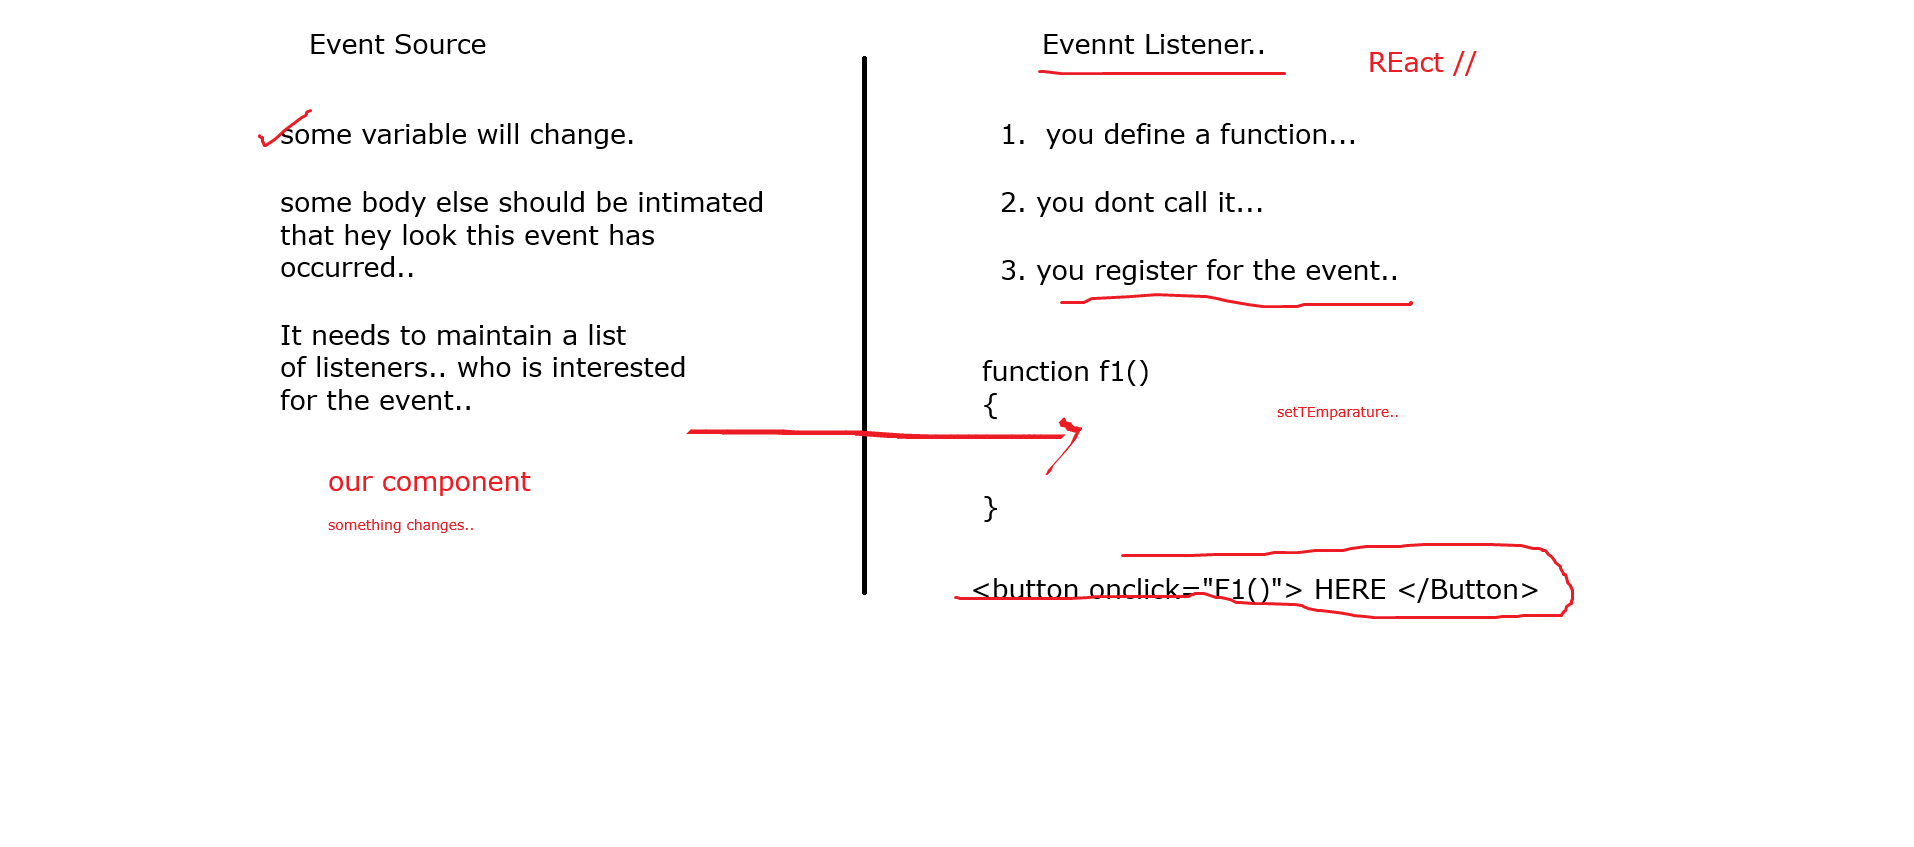 Event Source
some variable will change.
some body else should be intimated
that hey look this event has
occurred..
It needs to maintain a list
of listeners.. who is interested
for the event..
our component
something changes..
Evennt Listener..
REact //
1.  you define a function...
2. you dont call it...
3. you register for the event..
function f1()
{
setTEmparature..
}
<button onclick="F1()"> HERE </Button>